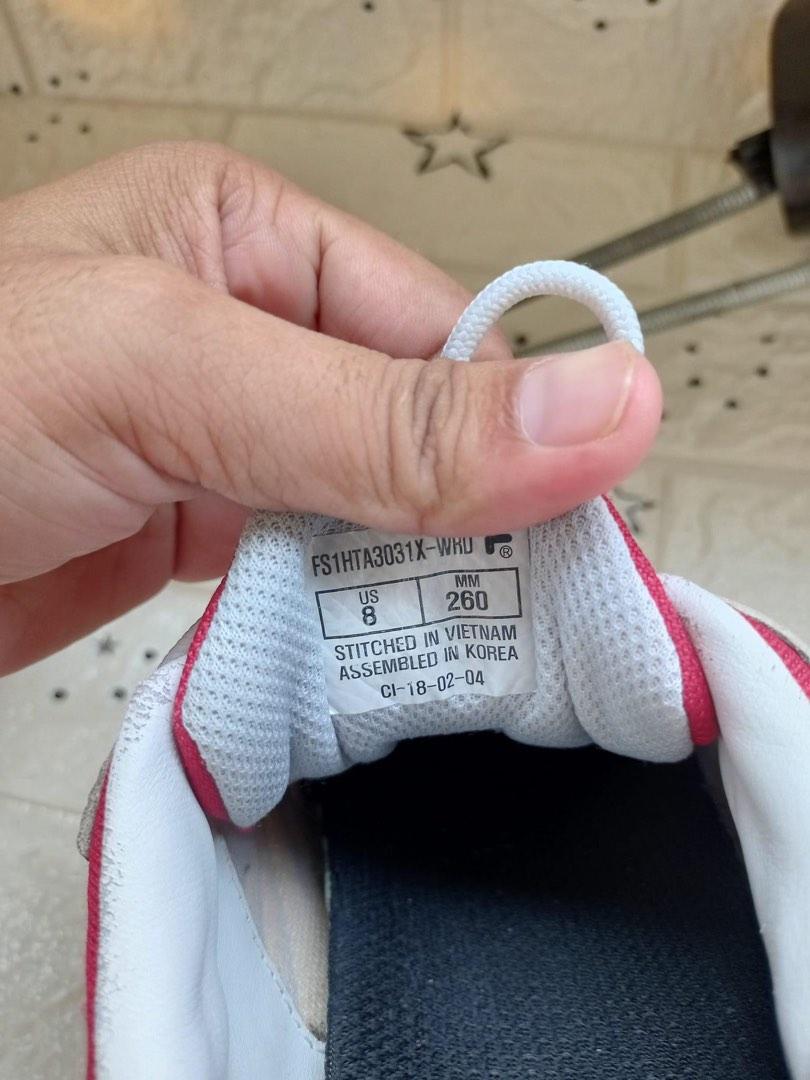 FS1HTA3031X-WRD F®
US MM
8 260
STITCHED IN VIETNAM
ASSEMBLED IN KOREA
CI-18-02-04